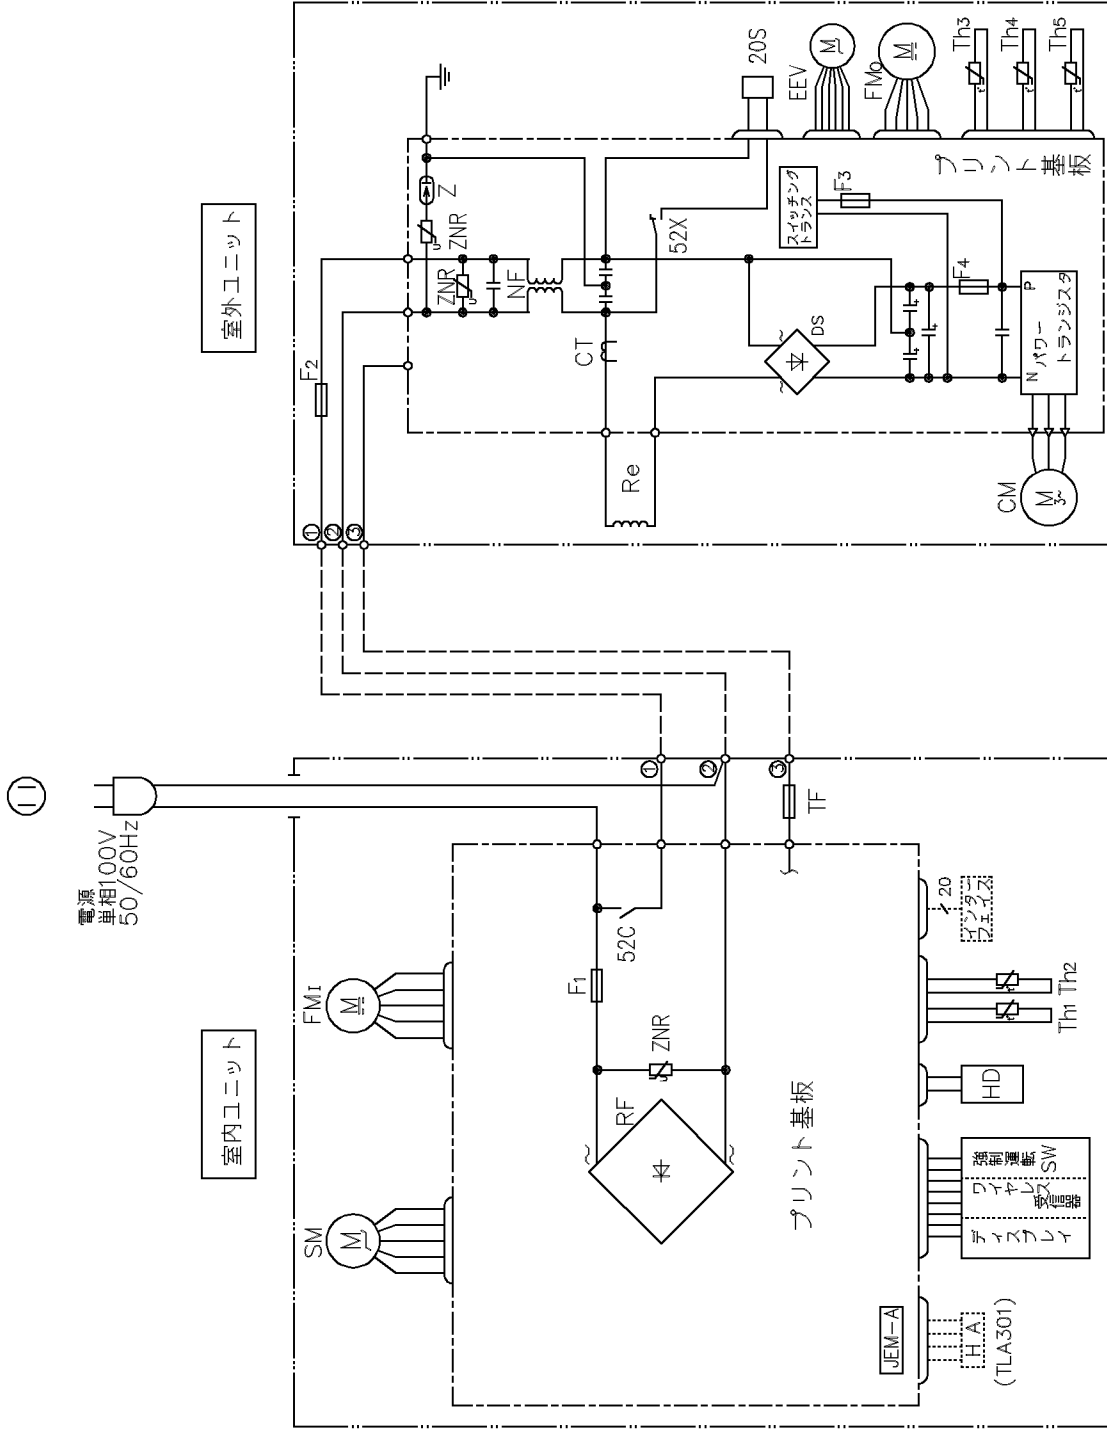 室外ユニット
F2
Z
ZNR
ZNR
NF
CT
52X
20S
EEV
M
FMO
M
Th3
t°
Th4
t°
Th5
t°
プリント基板
スイッチング
トランス
F3
F4
DS
P
N
パワー
トランジスタ
Re
CM
M
3~
1
2
3
電源
単相100V
50/60Hz
室内ユニット
1
2
3
TF
52C
F1
ZNR
RF
プリント基板
FMI
M
SM
M
20
インター
フェイス
Th2
t°
Th1
t°
HD
強制運転
SW
ワイヤレス
受信器
ディスプレイ
JEM-A
HA
(TLA301)